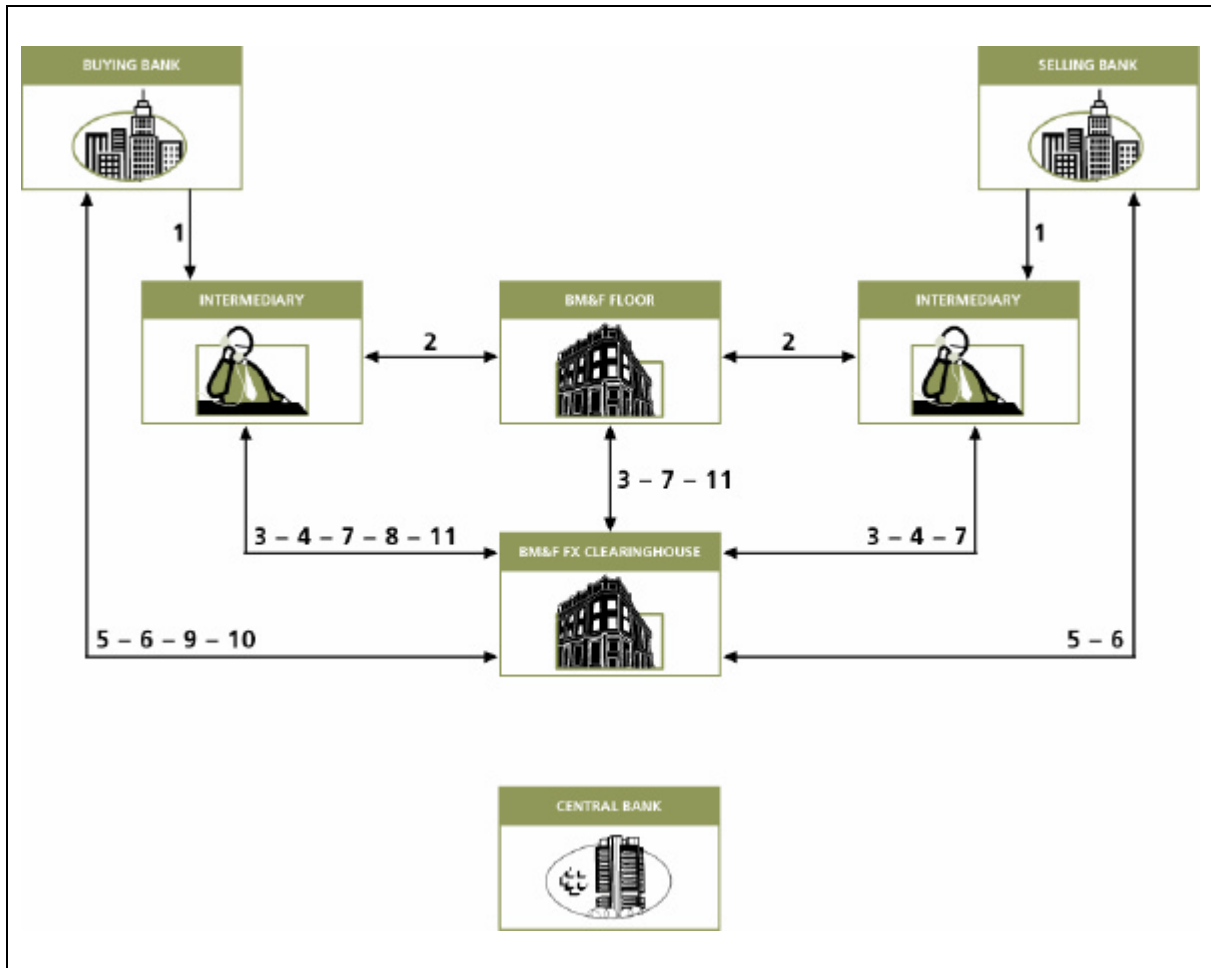 BUYING BANK
SELLING BANK
1
1
INTERMEDIARY
BM&F FLOOR
INTERMEDIARY
2
2
3 – 7 – 11
3 – 4 – 7 – 8 – 11
BM&F FX CLEARINGHOUSE
3 – 4 – 7
5 – 6 – 9 – 10
5 – 6
CENTRAL BANK